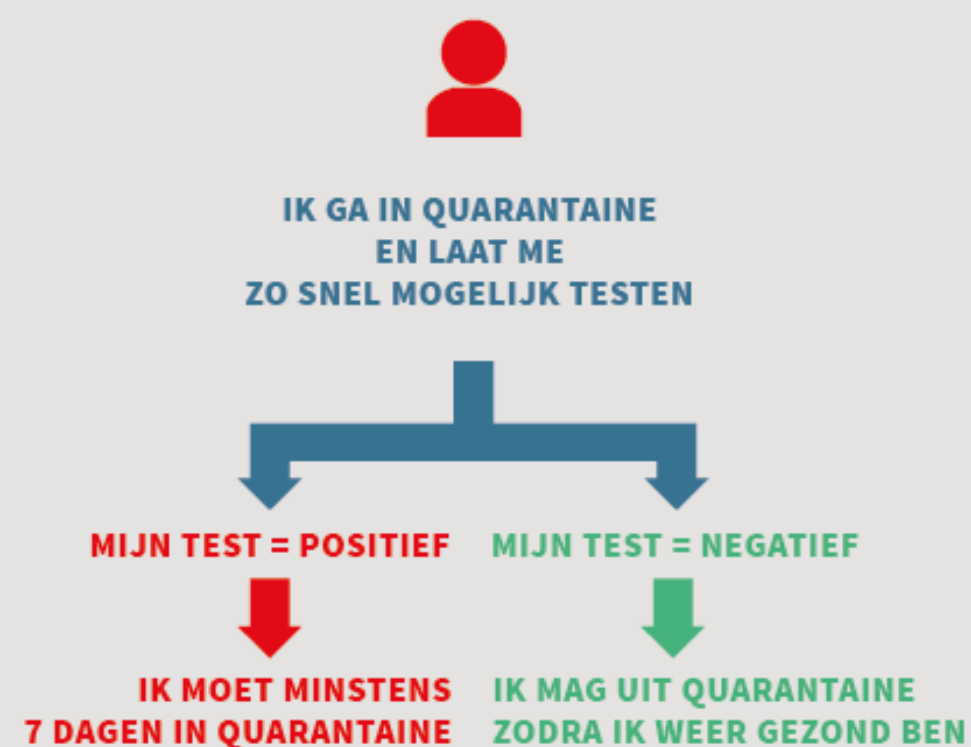 IK GA IN QUARANTAINE
EN LAAT ME
ZO SNEL MOGELIJK TESTEN
MIJN TEST = POSITIEF
MIJN TEST = NEGATIEF
IK MOET MINSTENS
7 DAGEN IN QUARANTAINE
IK MAG UIT QUARANTAINE
ZODRA IK WEER GEZOND BEN